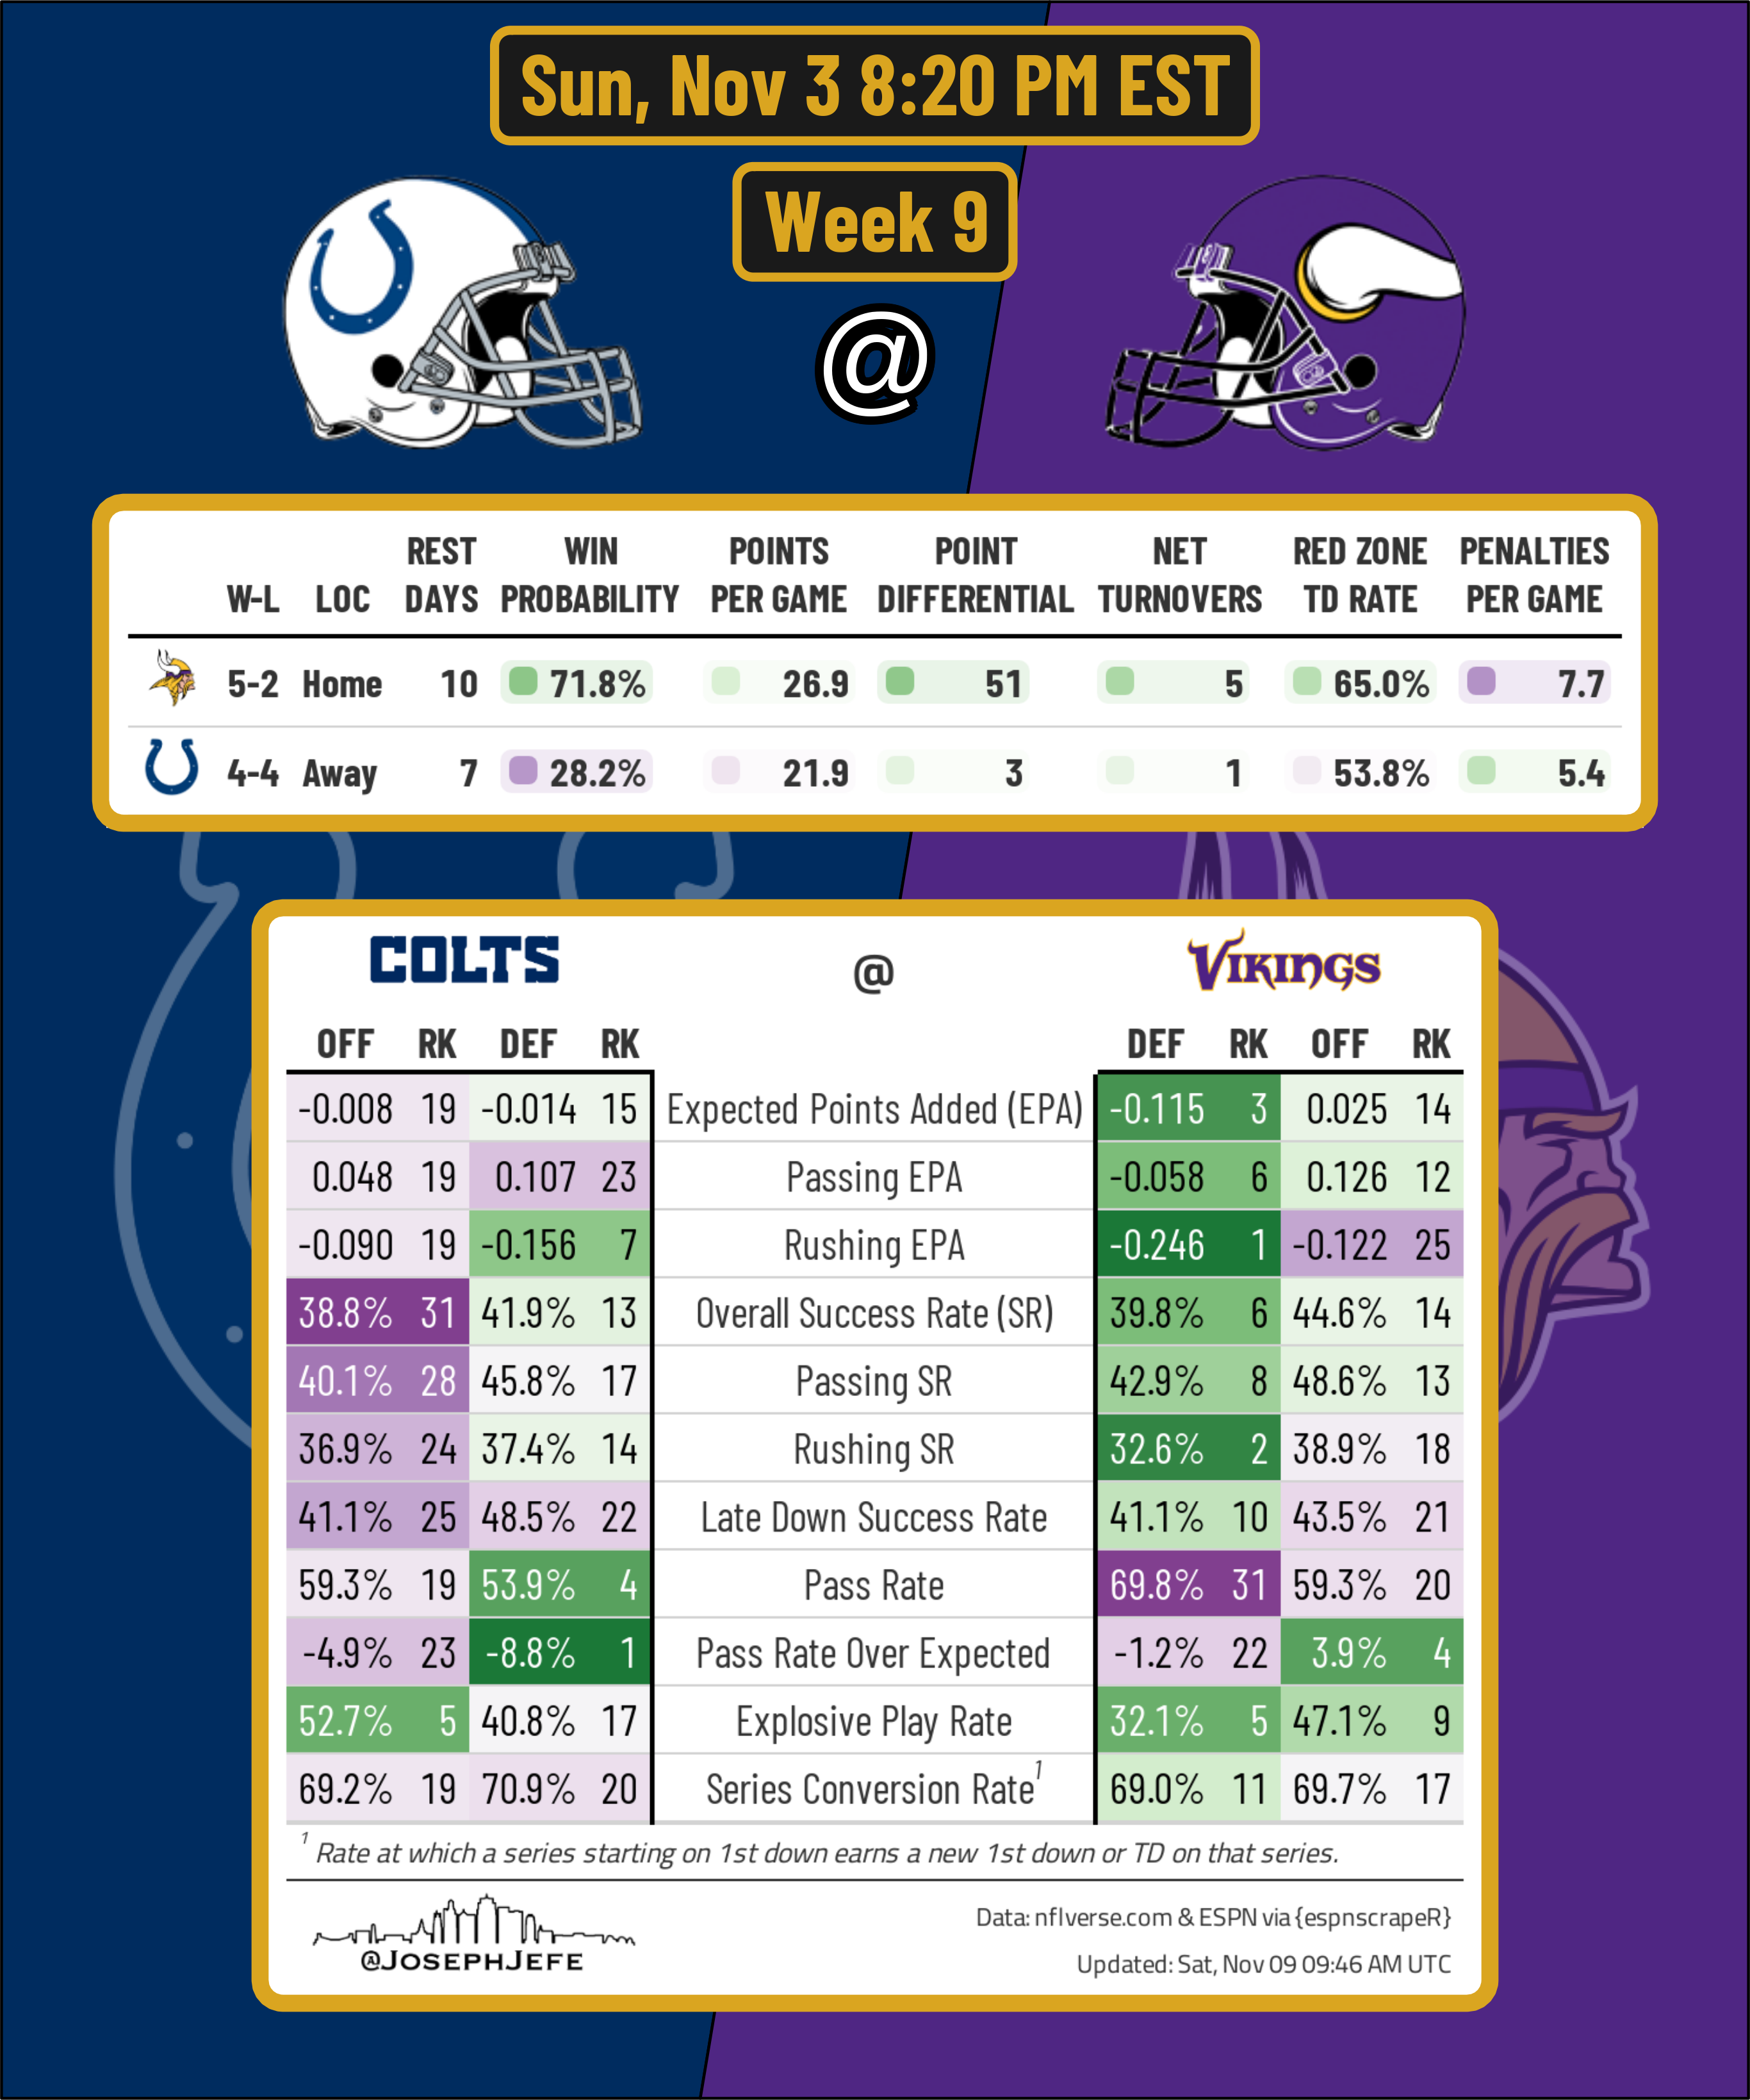 Sun, Nov 3 8:20 PM EST
Week 9
@
W-L LOC REST DAYS WIN PROBABILITY POINTS PER GAME POINT DIFFERENTIAL NET TURNOVERS RED ZONE TD RATE PENALTIES PER GAME
5-2 Home 10 71.8% 26.9 51 5 65.0% 7.7
4-4 Away 7 28.2% 21.9 3 1 53.8% 5.4
COLTS @ VIKINGS
OFF RK DEF RK DEF RK OFF RK
-0.008 19 -0.014 15 Expected Points Added (EPA) -0.115 3 0.025 14
0.048 19 0.107 23 Passing EPA -0.058 6 0.126 12
-0.090 19 -0.156 7 Rushing EPA -0.246 1 -0.122 25
38.8% 31 41.9% 13 Overall Success Rate (SR) 39.8% 6 44.6% 14
40.1% 28 45.8% 17 Passing SR 42.9% 8 48.6% 13
36.9% 24 37.4% 14 Rushing SR 32.6% 2 38.9% 18
41.1% 25 48.5% 22 Late Down Success Rate 41.1% 10 43.5% 21
59.3% 19 53.9% 4 Pass Rate 69.8% 31 59.3% 20
-4.9% 23 -8.8% 1 Pass Rate Over Expected -1.2% 22 3.9% 4
52.7% 5 40.8% 17 Explosive Play Rate 32.1% 5 47.1% 9
69.2% 19 70.9% 20 Series Conversion Rate1 69.0% 11 69.7% 17
1 Rate at which a series starting on 1st down earns a new 1st down or TD on that series.
@JOSEPHJEFE
Data: nflverse.com & ESPN via {espnscrapeR}
Updated: Sat, Nov 09 09:46 AM UTC